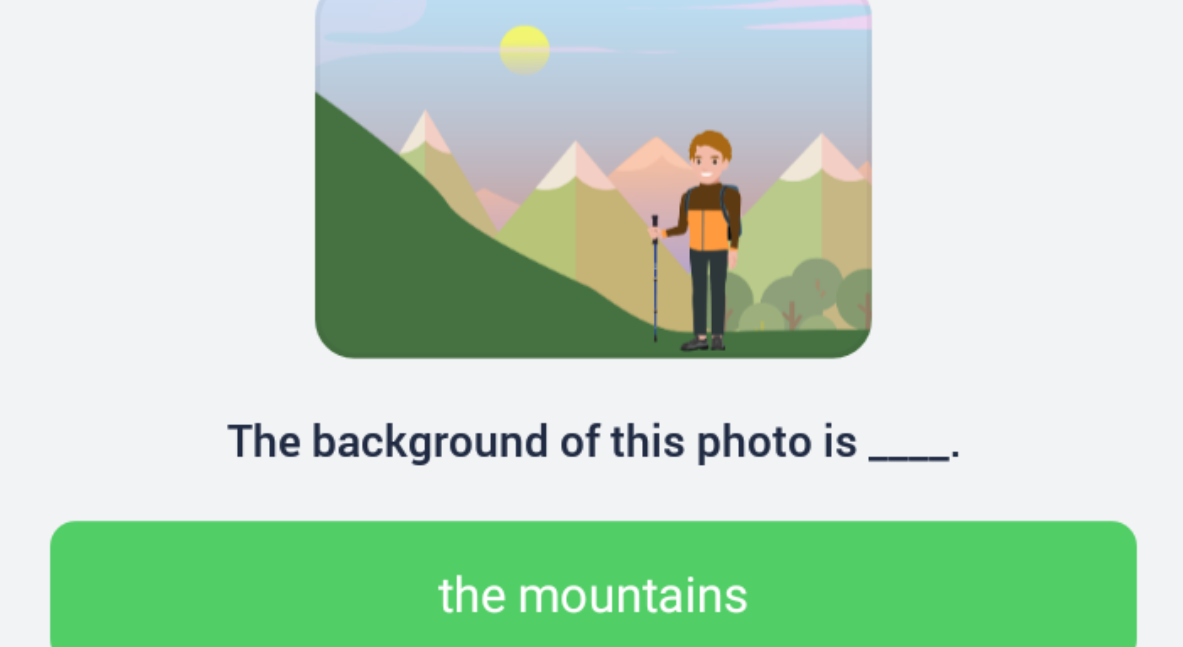 The background of this photo is ____.
the mountains